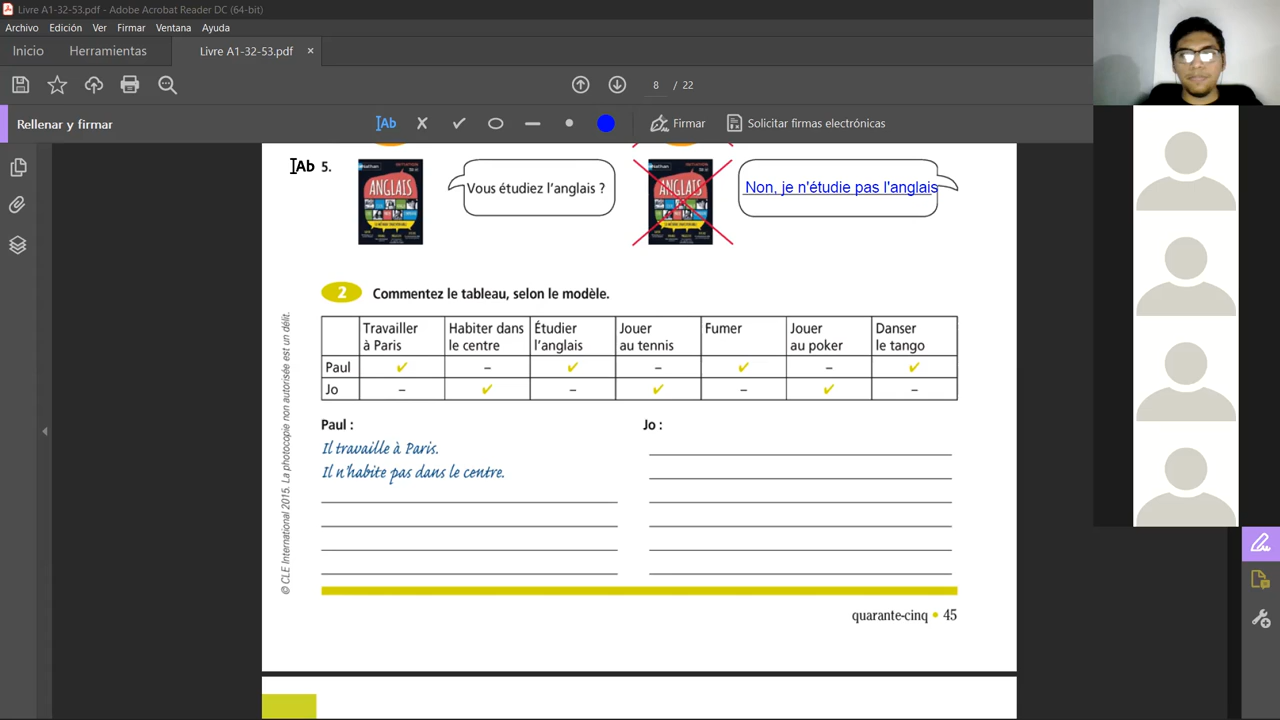 Livre A1-32-53.pdf - Adobe Acrobat Reader DC (64-bit)
Archivo Edición Ver Firmar Ventana Ayuda
Inicio Herramientas Livre A1-32-53.pdf ×
8 / 22
Rellenar y firmar Ab Firmar Solicitar firmas electrónicas
Ab 5.
ANGLAIS
Vous étudiez l'anglais ?
ANGLAIS
Non, je n'étudie pas l'anglais
2 Commentez le tableau, selon le modèle.
Travailler à Paris Habiter dans le centre Étudier l'anglais Jouer au tennis Fumer Jouer au poker Danser le tango
Paul ✓ – ✓ – ✓ – ✓
Jo – ✓ – ✓ – ✓ –
Paul : Jo :
Il travaille à Paris.
Il n'habite pas dans le centre.
© CLE International 2015. La photocopie non autorisée est un délit.
quarante-cinq • 45